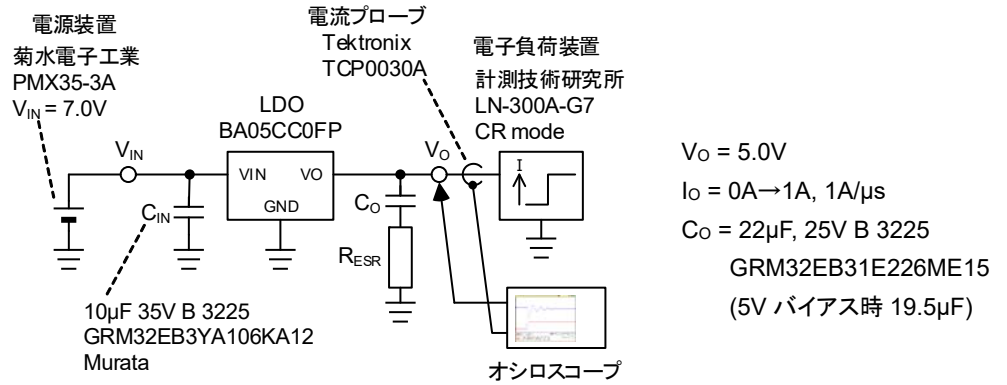 電源装置
菊水電子工業
PMX35-3A
VIN = 7.0V
電流プローブ
Tektronix
TCP0030A
電子負荷装置
計測技術研究所
LN-300A-G7
CR mode
LDO
BA05CC0FP
VIN
VIN
VO
GND
CIN
VO
CO
RESR
I
10µF 35V B 3225
GRM32EB3YA106KA12
Murata
オシロスコープ
VO = 5.0V
IO = 0A→1A, 1A/µs
CO = 22µF, 25V B 3225
GRM32EB31E226ME15
(5V バイアス時 19.5µF)